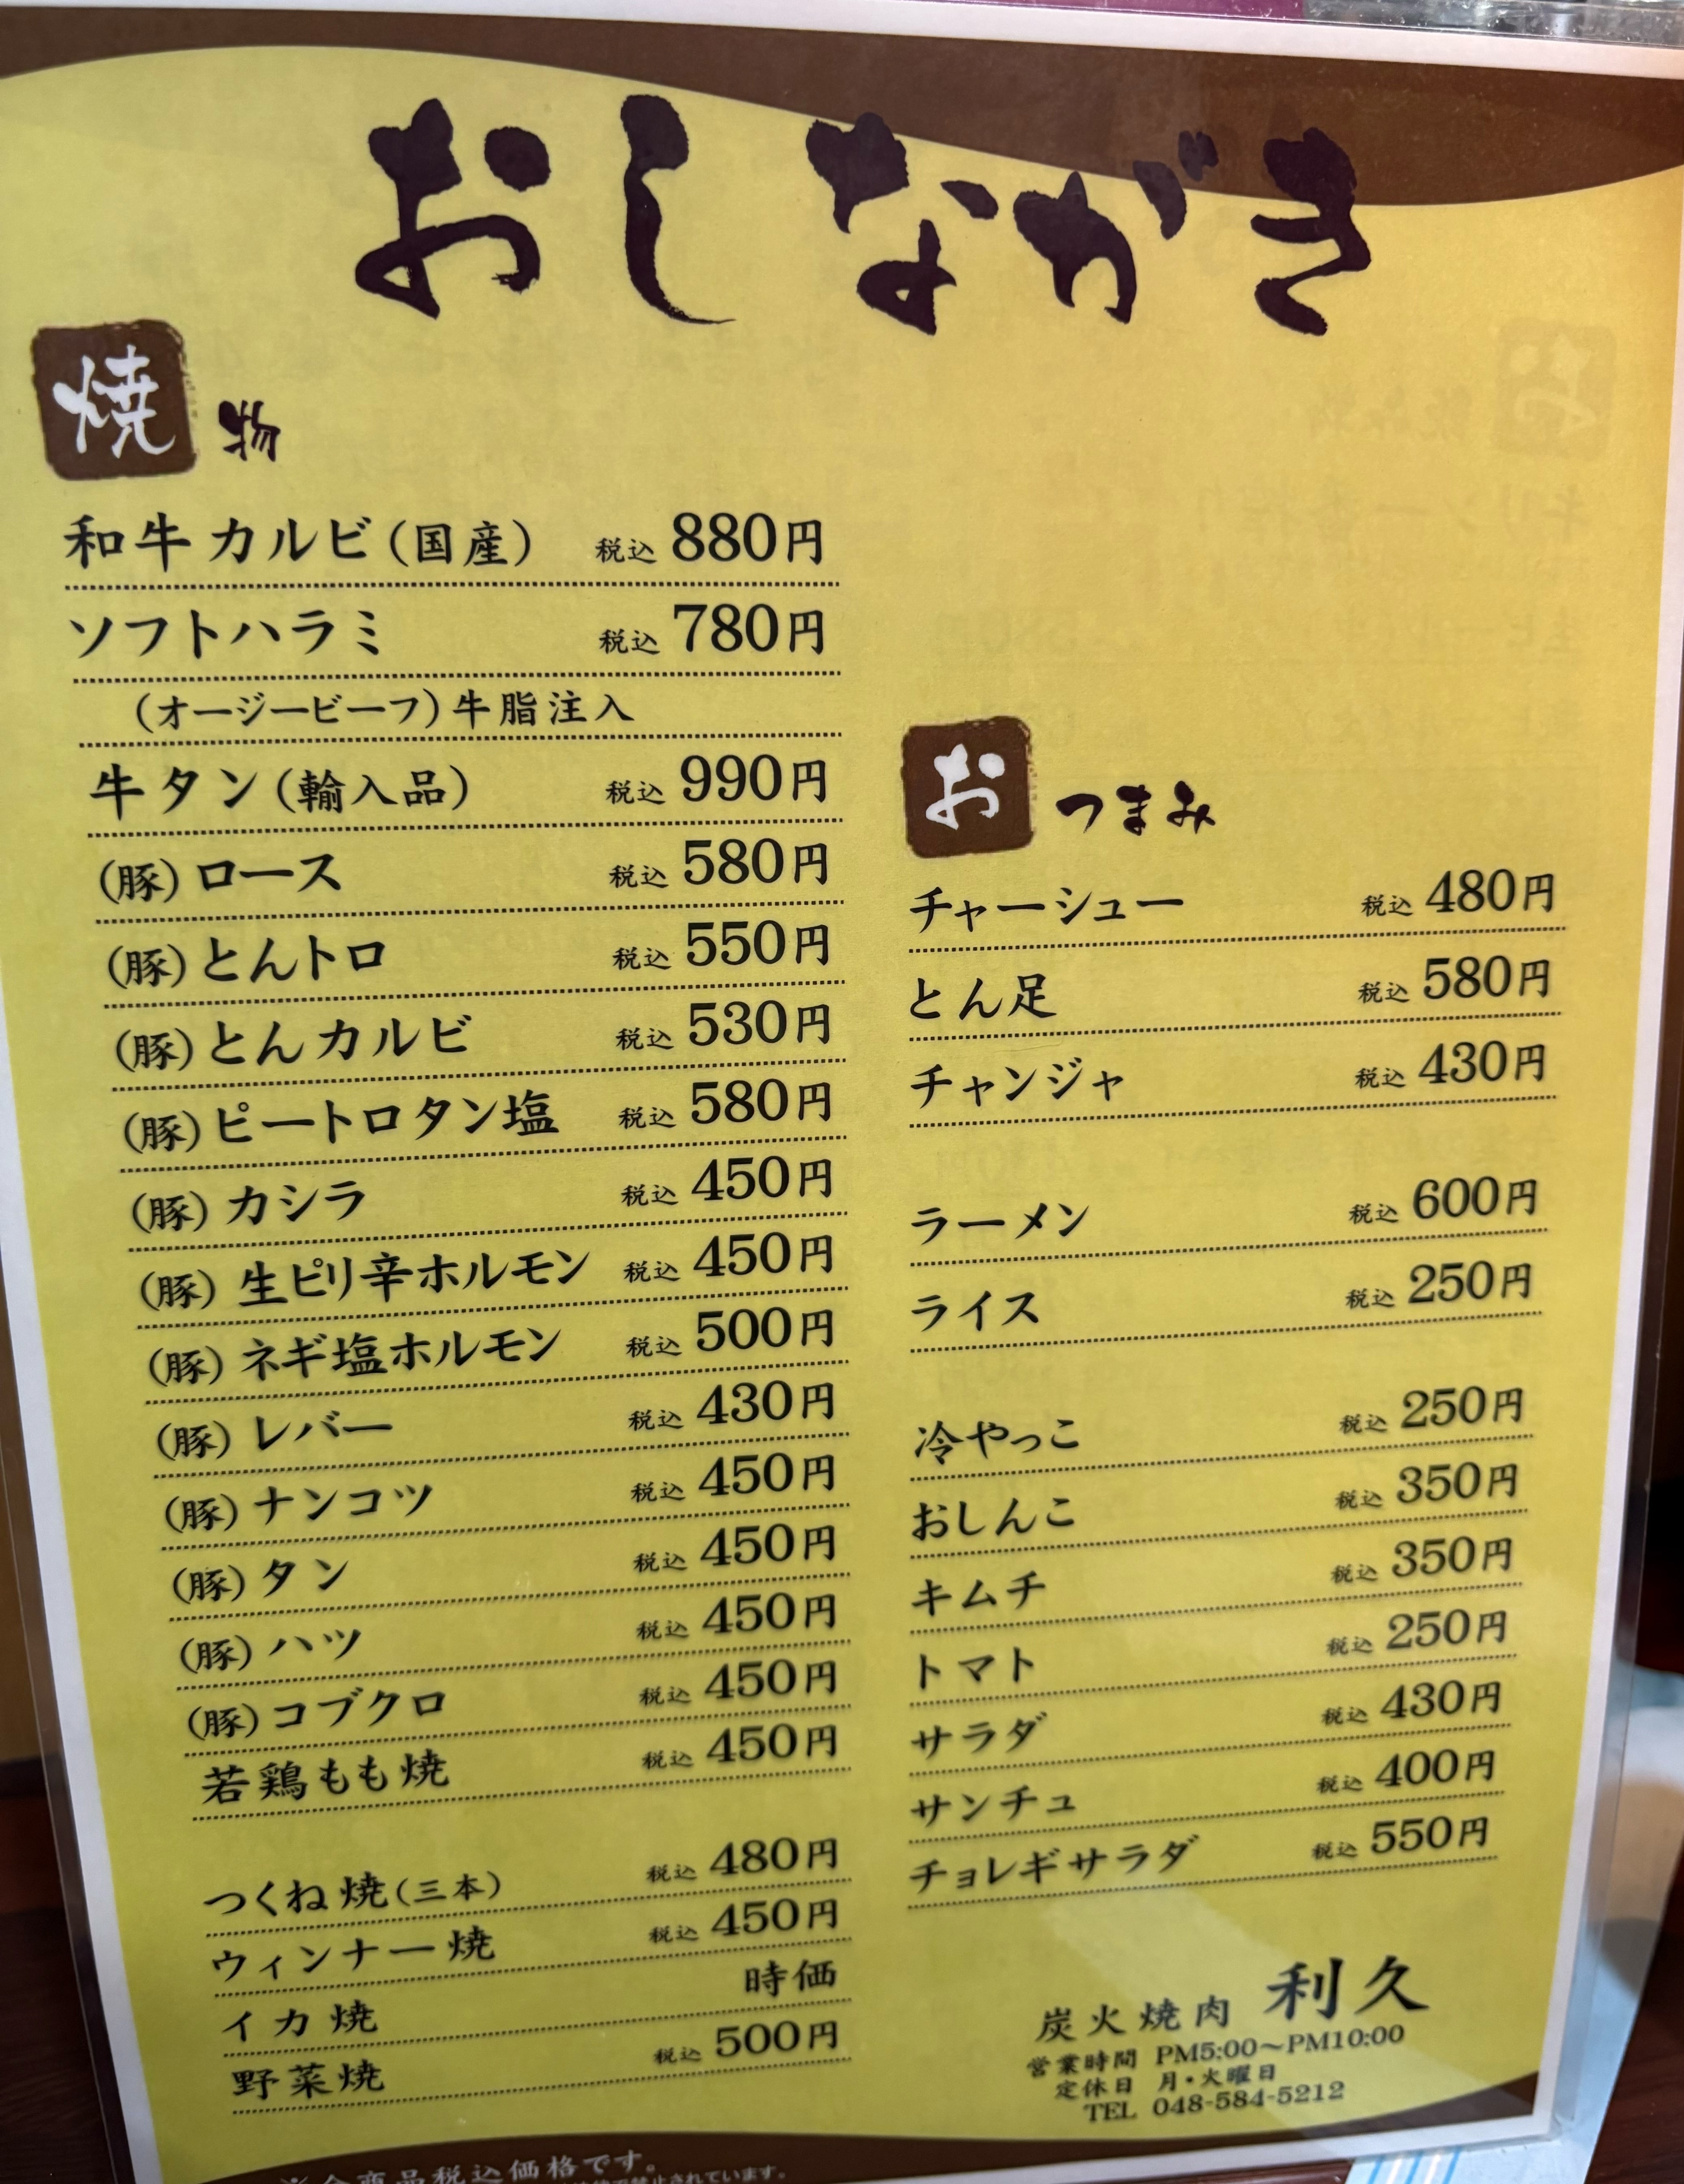 おしながき
焼物
和牛カルビ(国産) 税込880円
ソフトハラミ 税込780円
(オージービーフ)牛脂注入
牛タン(輸入品) 税込990円
(豚)ロース 税込580円
(豚)とんトロ 税込550円
(豚)とんカルビ 税込530円
(豚)ピートロタン塩 税込580円
(豚)カシラ 税込450円
(豚)生ピリ辛ホルモン 税込450円
(豚)ネギ塩ホルモン 税込500円
(豚)レバー 税込430円
(豚)ナンコツ 税込450円
(豚)タン 税込450円
(豚)ハツ 税込450円
(豚)コブクロ 税込450円
若鶏もも焼 税込450円
つくね焼(三本) 税込480円
ウィンナー焼 税込450円
イカ焼 時価
野菜焼 税込500円
おつまみ
チャーシュー 税込480円
とん足 税込580円
チャンジャ 税込430円
ラーメン 税込600円
ライス 税込250円
冷やっこ 税込250円
おしんこ 税込350円
キムチ 税込350円
トマト 税込250円
サラダ 税込430円
サンチュ 税込400円
チョレギサラダ 税込550円
炭火焼肉 利久
営業時間 PM5:00〜PM10:00
定休日 月・火曜日
TEL 048-584-5212
※全商品税込価格です。
禁止されています。